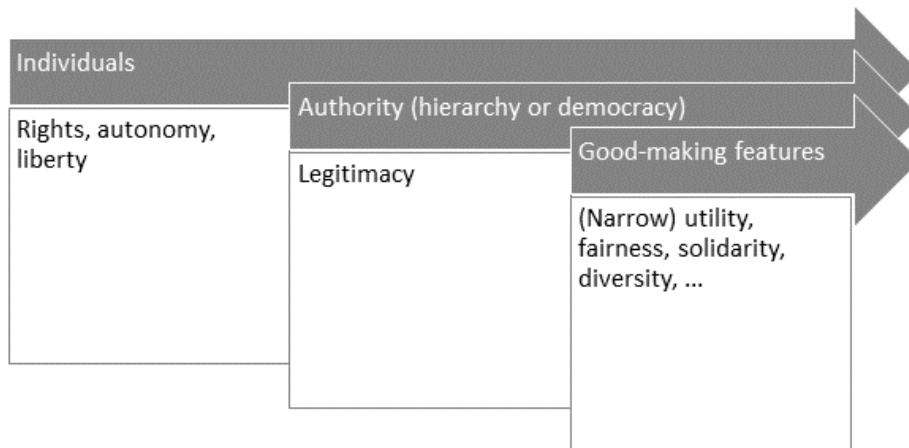 Individuals
Rights, autonomy,
liberty
Authority (hierarchy or democracy)
Legitimacy
Good-making features
(Narrow) utility,
fairness, solidarity,
diversity, ...